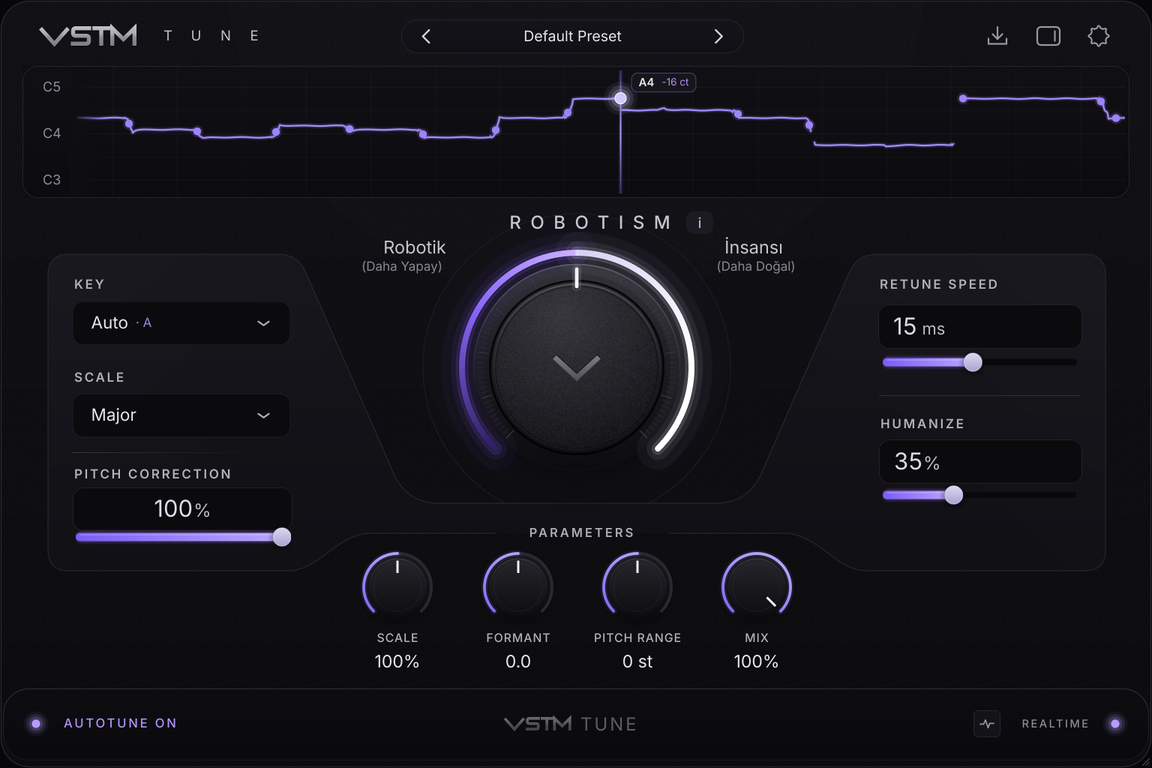 VSTM TUNE
Default Preset
C5
A4 -16 ct
C4
C3
ROBOTISM i
Robotik
(Daha Yapay)
İnsansı
(Daha Doğal)
KEY
Auto · A
SCALE
Major
PITCH CORRECTION
100%
RETUNE SPEED
15 ms
HUMANIZE
35%
PARAMETERS
SCALE
100%
FORMANT
0.0
PITCH RANGE
0 st
MIX
100%
AUTOTUNE ON
VSTM TUNE
REALTIME